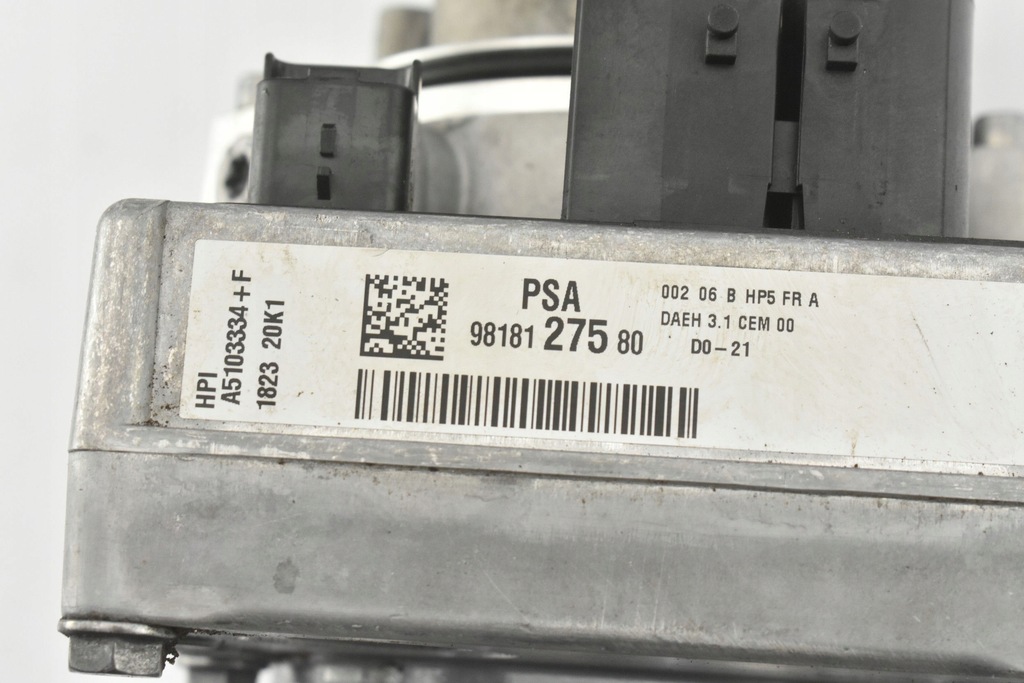 HPI
A5103334+F
1823 20K1
PSA
98181 275 80
002 06 B HP5 FR A
DAEH 3.1 CEM 00
D0-21